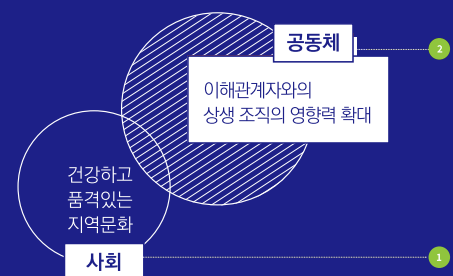 공동체
2
이해관계자와의
상생 조직의 영향력 확대
건강하고
품격있는
지역문화
사회
1